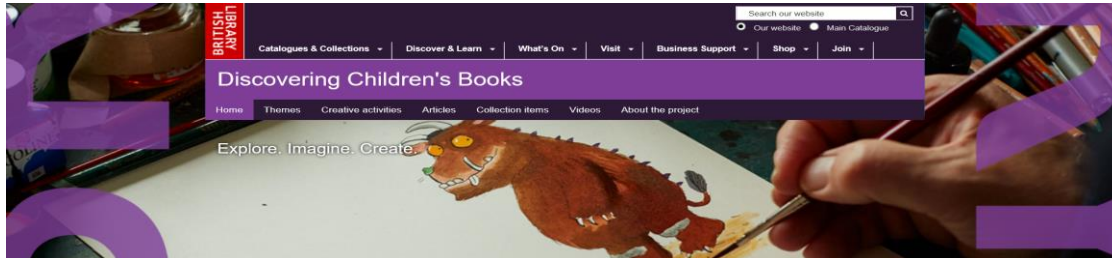 BRITISH
LIBRARY
Search our website
Our website Main Catalogue
Catalogues & Collections Discover & Learn What's On Visit Business Support Shop Join
Discovering Children's Books
Home Themes Creative activities Articles Collection items Videos About the project
Explore. Imagine. Create.